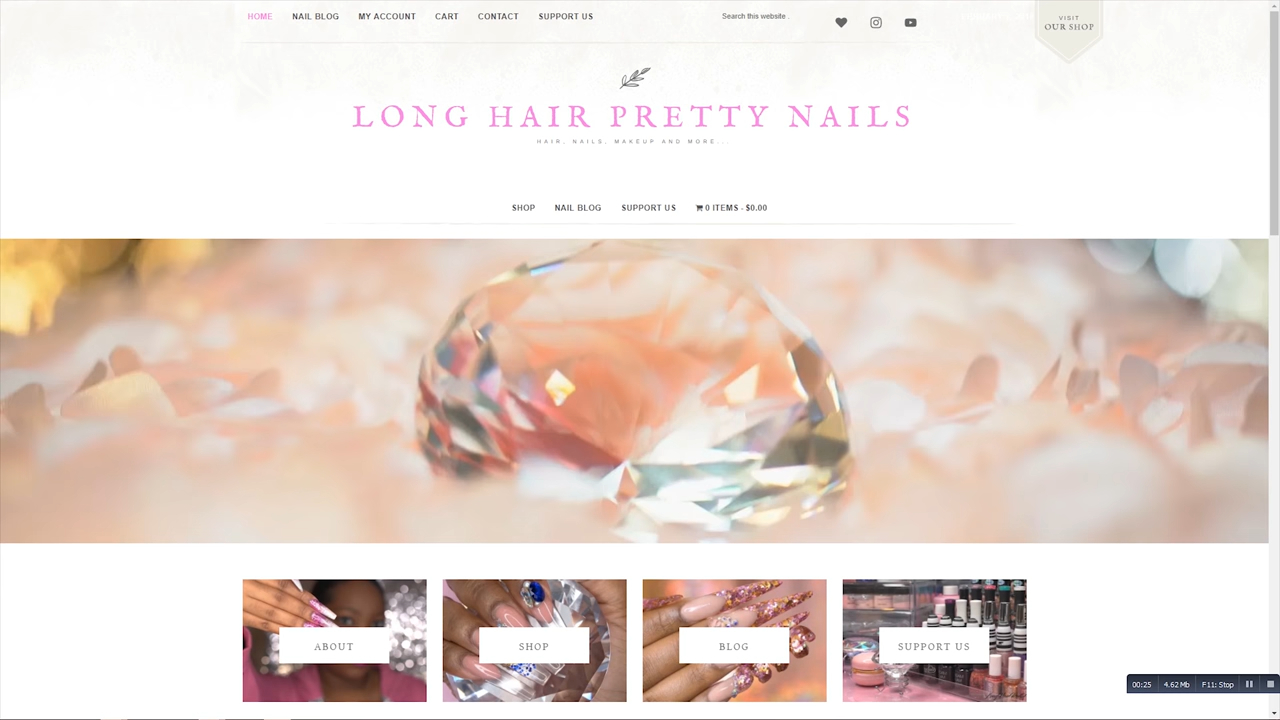 HOME NAIL BLOG MY ACCOUNT CART CONTACT SUPPORT US
Search this website .
VISIT
OUR SHOP
LONG HAIR PRETTY NAILS
HAIR, NAILS, MAKEUP AND MORE...
SHOP NAIL BLOG SUPPORT US 0 ITEMS - $0.00
ABOUT
SHOP
BLOG
SUPPORT US
00:25 4.62 Mb F11: Stop